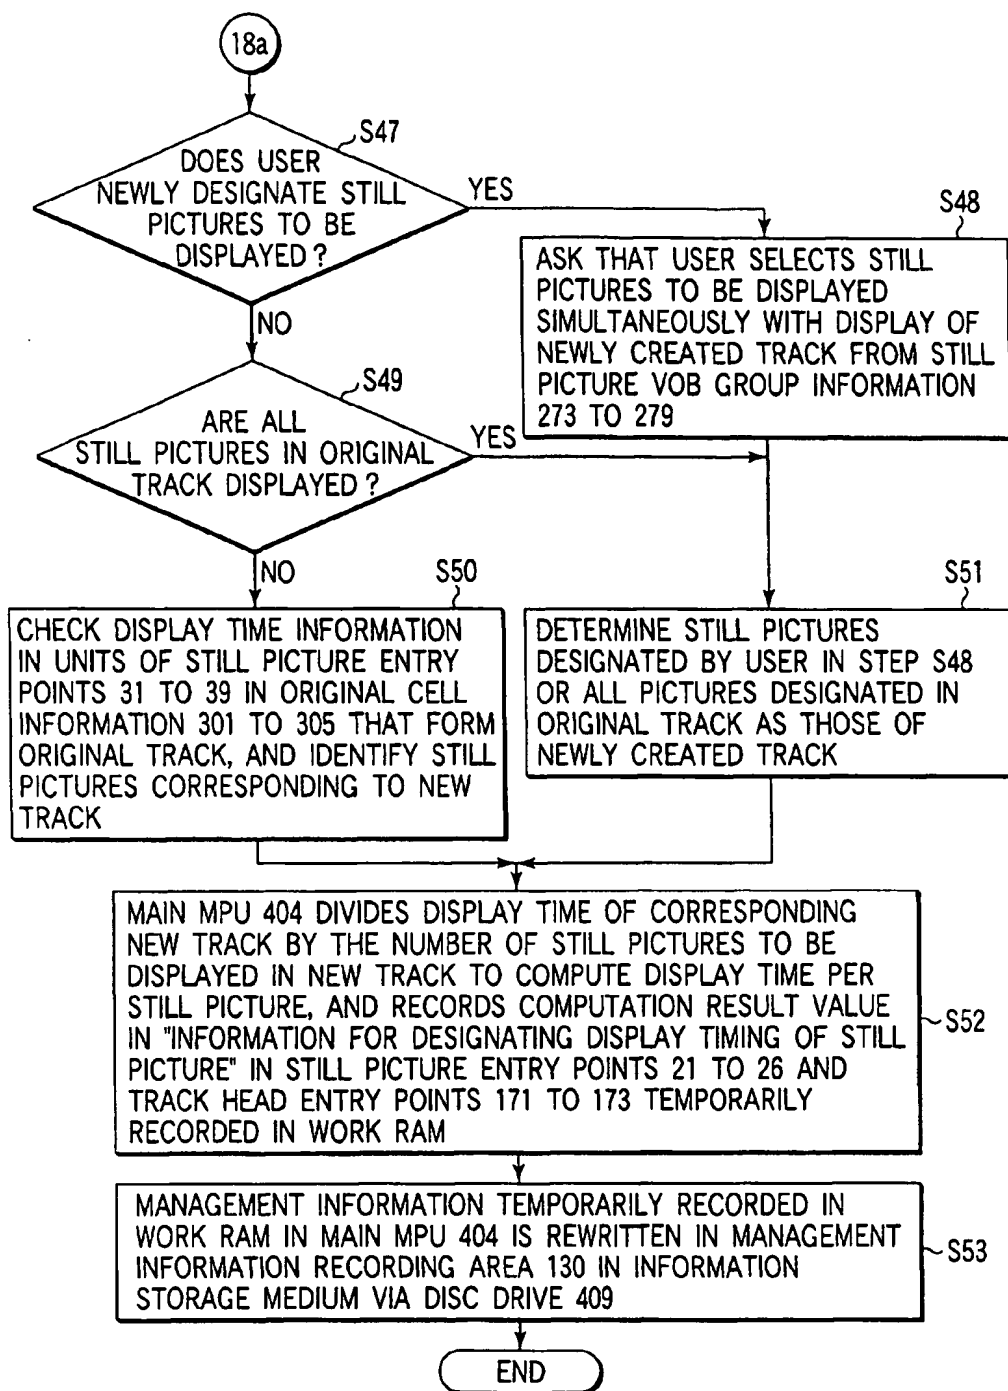 18a
S47
DOES USER
NEWLY DESIGNATE STILL
PICTURES TO BE
DISPLAYED ?
YES
NO
S48
ASK THAT USER SELECTS STILL
PICTURES TO BE DISPLAYED
SIMULTANEOUSLY WITH DISPLAY OF
NEWLY CREATED TRACK FROM STILL
PICTURE VOB GROUP INFORMATION
273 TO 279
S49
ARE ALL
STILL PICTURES IN ORIGINAL
TRACK DISPLAYED ?
YES
NO
S50
CHECK DISPLAY TIME INFORMATION
IN UNITS OF STILL PICTURE ENTRY
POINTS 31 TO 39 IN ORIGINAL CELL
INFORMATION 301 TO 305 THAT FORM
ORIGINAL TRACK, AND IDENTIFY STILL
PICTURES CORRESPONDING TO NEW
TRACK
S51
DETERMINE STILL PICTURES
DESIGNATED BY USER IN STEP S48
OR ALL PICTURES DESIGNATED IN
ORIGINAL TRACK AS THOSE OF
NEWLY CREATED TRACK
MAIN MPU 404 DIVIDES DISPLAY TIME OF CORRESPONDING
NEW TRACK BY THE NUMBER OF STILL PICTURES TO BE
DISPLAYED IN NEW TRACK TO COMPUTE DISPLAY TIME PER
STILL PICTURE, AND RECORDS COMPUTATION RESULT VALUE
IN "INFORMATION FOR DESIGNATING DISPLAY TIMING OF STILL
PICTURE" IN STILL PICTURE ENTRY POINTS 21 TO 26 AND
TRACK HEAD ENTRY POINTS 171 TO 173 TEMPORARILY
RECORDED IN WORK RAM
S52
MANAGEMENT INFORMATION TEMPORARILY RECORDED IN
WORK RAM IN MAIN MPU 404 IS REWRITTEN IN MANAGEMENT
INFORMATION RECORDING AREA 130 IN INFORMATION
STORAGE MEDIUM VIA DISC DRIVE 409
S53
END